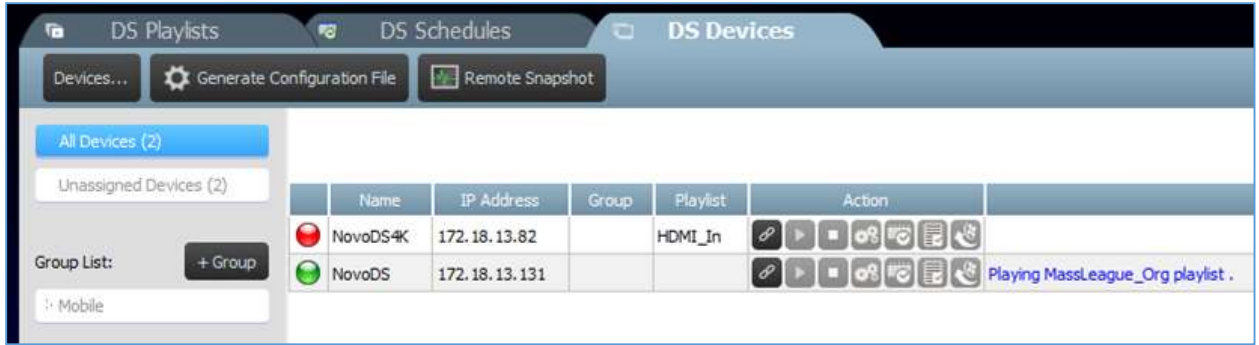 DS Playlists DS Schedules DS Devices
Devices... Generate Configuration File Remote Snapshot
All Devices (2)
Unassigned Devices (2)
Name IP Address Group Playlist Action
NovoDS4K 172.18.13.82 HDMI_In
Group List: + Group
NovoDS 172.18.13.131 Playing MassLeague_Org playlist .
Mobile